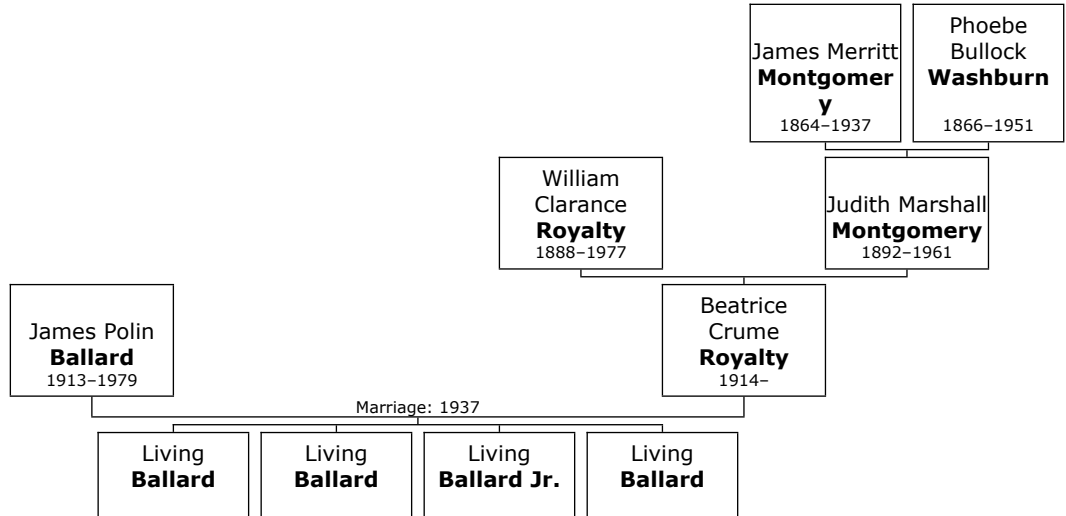 James Merritt
Montgomer
y
1864–1937
Phoebe
Bullock
Washburn
1866–1951
William
Clarance
Royalty
1888–1977
Judith Marshall
Montgomery
1892–1961
James Polin
Ballard
1913–1979
Beatrice
Crume
Royalty
1914–
Marriage: 1937
Living
Ballard
Living
Ballard
Living
Ballard Jr.
Living
Ballard